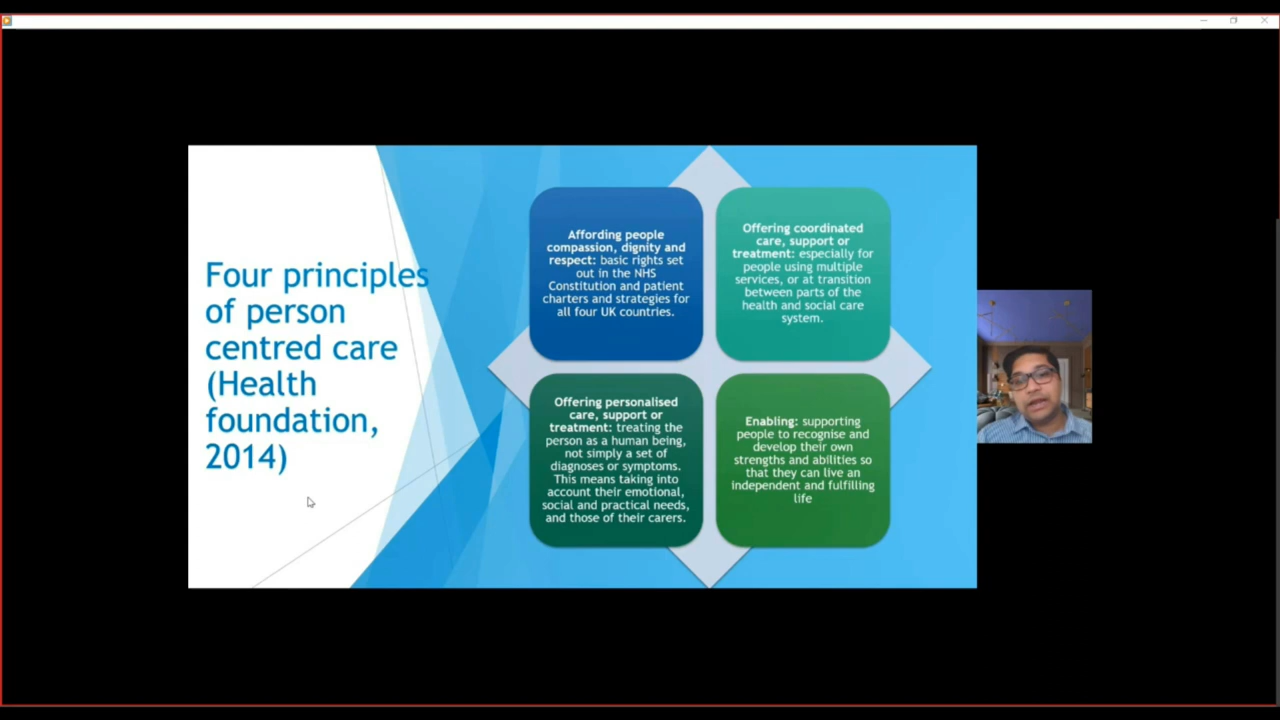 Four principles
of person
centred care
(Health
foundation,
2014)
Affording people
compassion, dignity and
respect: basic rights set
out in the NHS
Constitution and patient
charters and strategies for
all four UK countries.
Offering coordinated
care, support or
treatment: especially for
people using multiple
services, or at transition
between parts of the
health and social care
system.
Offering personalised
care, support or
treatment: treating the
person as a human being,
not simply a set of
diagnoses or symptoms.
This means taking into
account their emotional,
social and practical needs,
and those of their carers.
Enabling: supporting
people to recognise and
develop their own
strengths and abilities so
that they can live an
independent and fulfilling
life